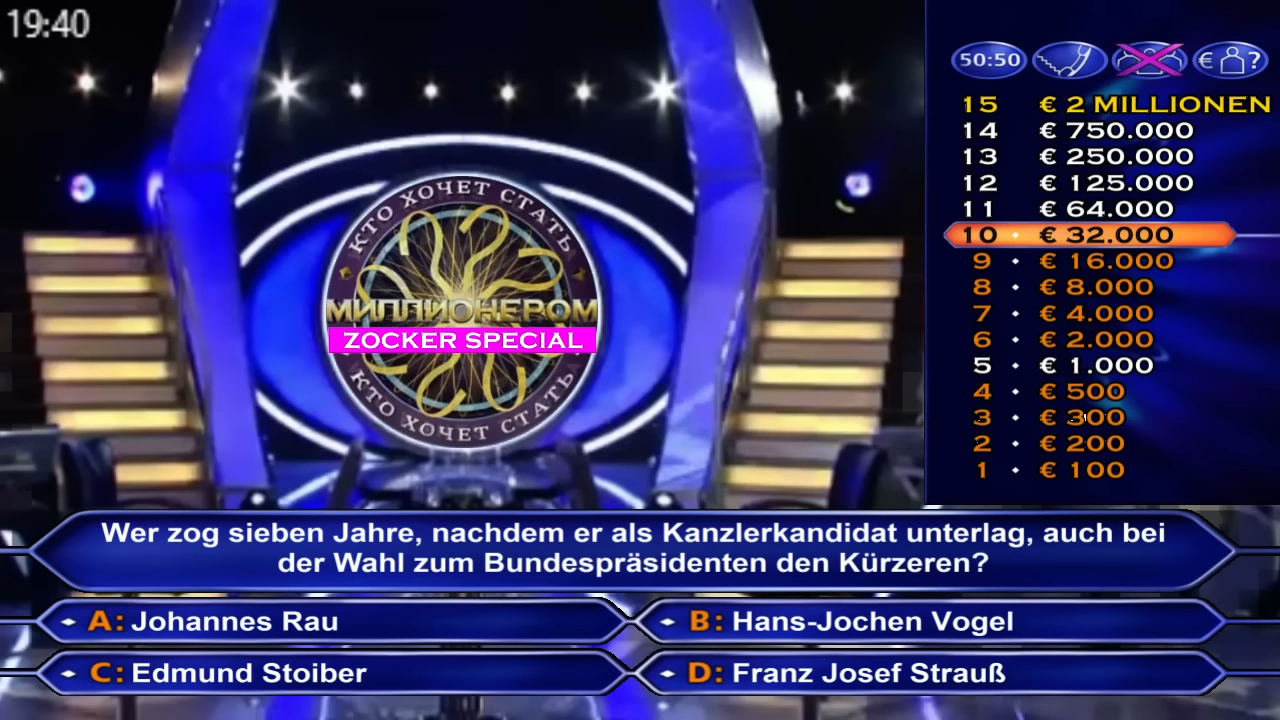 19:40
50:50
€ ?
15 € 2 MILLIONEN
14 € 750.000
13 € 250.000
12 € 125.000
11 € 64.000
10 • € 32.000
9 • € 16.000
8 • € 8.000
7 • € 4.000
6 • € 2.000
5 • € 1.000
4 • € 500
3 • € 300
2 • € 200
1 • € 100
КТО ХОЧЕТ СТАТЬ
МИЛЛИОНЕРОМ
ZOCKER SPECIAL
КТО ХОЧЕТ СТАТЬ
Wer zog sieben Jahre, nachdem er als Kanzlerkandidat unterlag, auch bei
der Wahl zum Bundespräsidenten den Kürzeren?
A: Johannes Rau
B: Hans-Jochen Vogel
C: Edmund Stoiber
D: Franz Josef Strauß